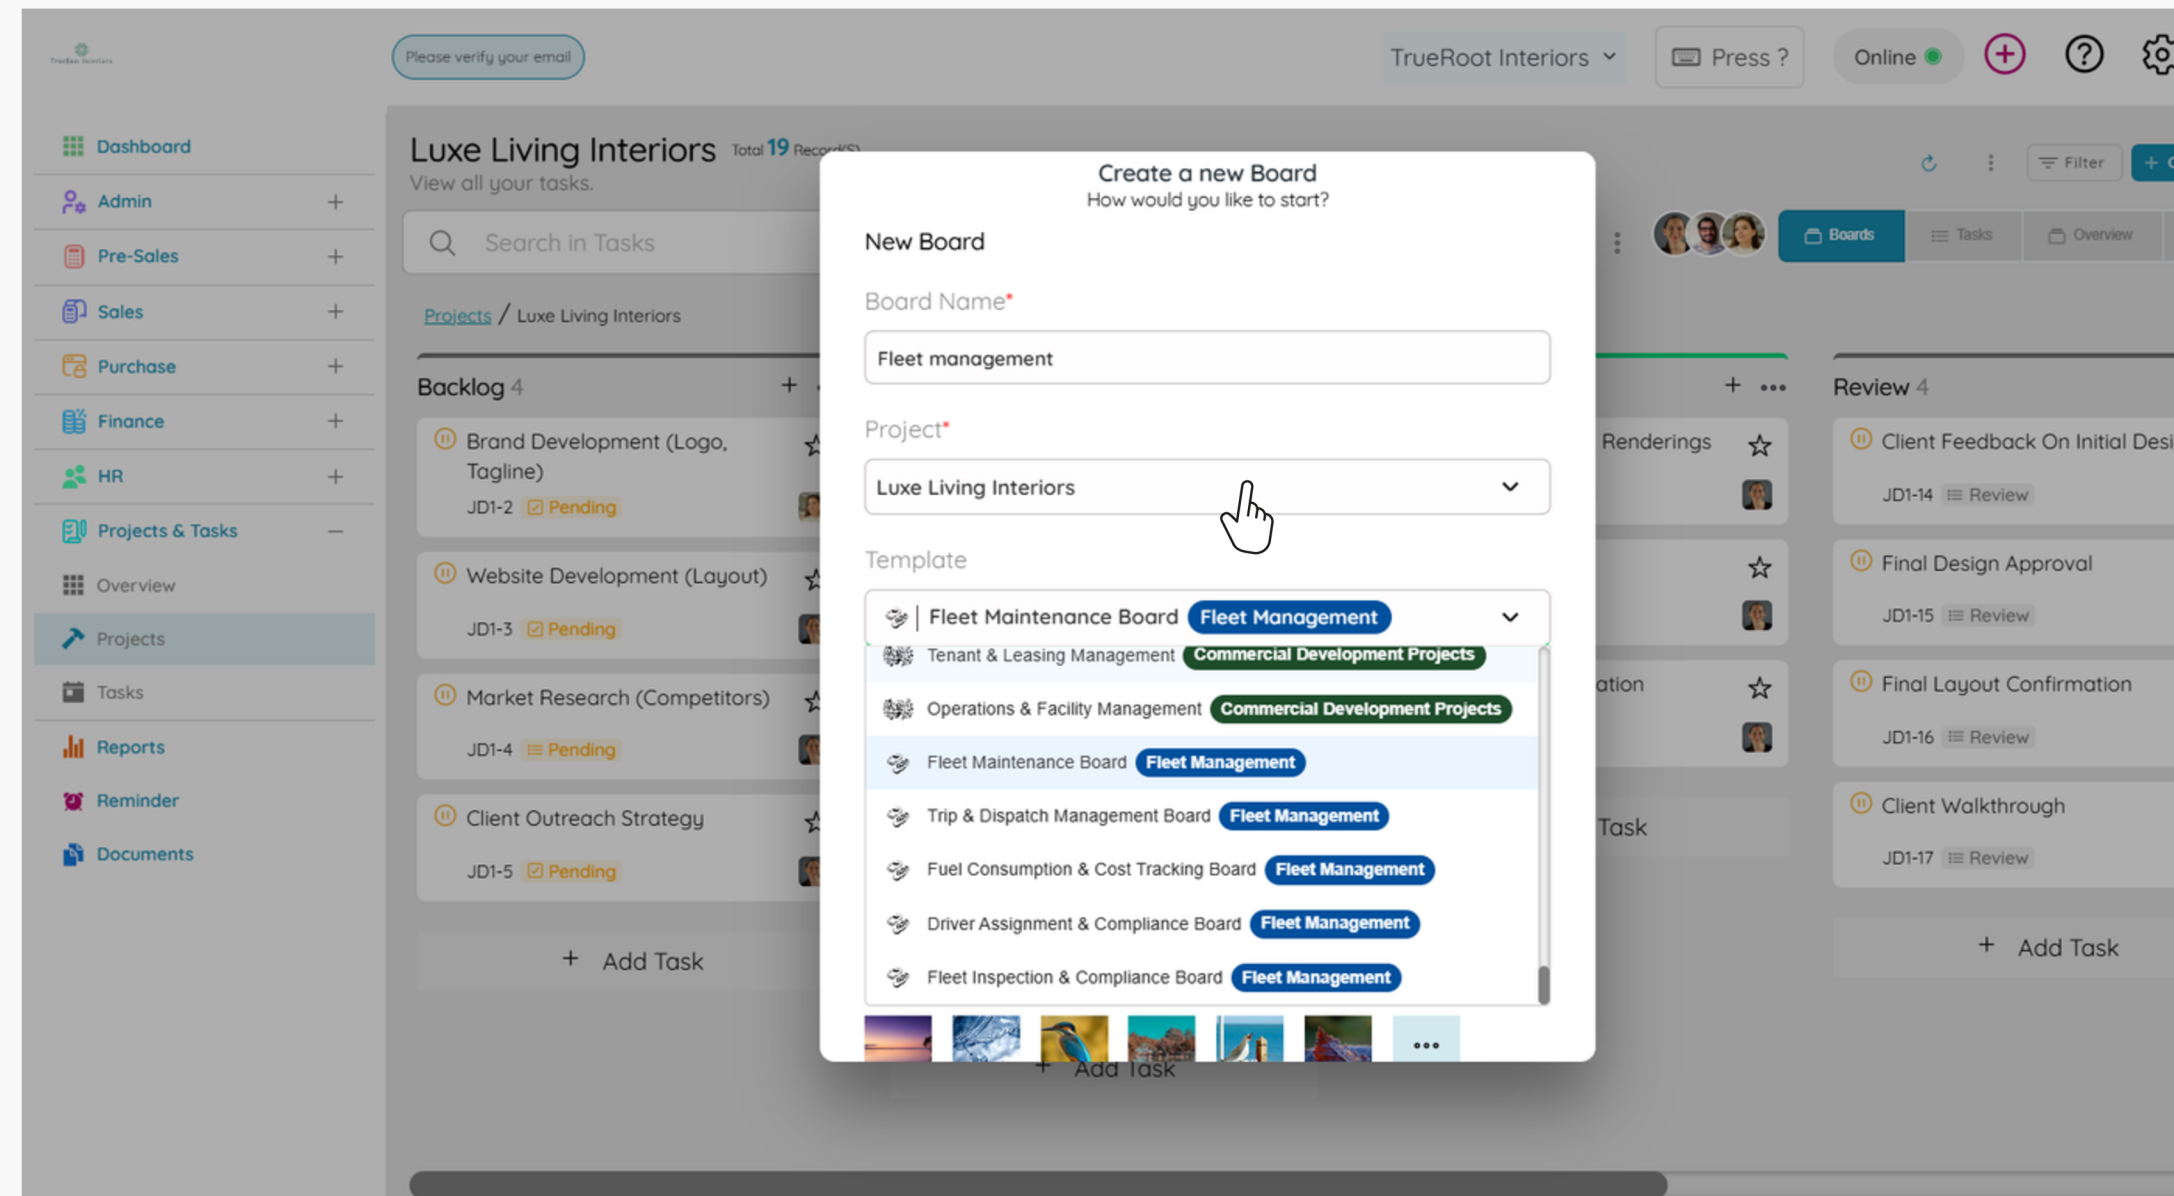 TrueRoot Interiors
Please verify your email
TrueRoot Interiors
Press ?
Online
Dashboard
Admin
Pre-Sales
Sales
Purchase
Finance
HR
Projects & Tasks
Overview
Projects
Tasks
Reports
Reminder
Documents
Luxe Living Interiors Total 19 Record(S)
View all your tasks.
Filter
Search in Tasks
Boards
Tasks
Overview
Projects / Luxe Living Interiors
Backlog 4
Brand Development (Logo,
Tagline)
JD1-2 Pending
Website Development (Layout)
JD1-3 Pending
Market Research (Competitors)
JD1-4 Pending
Client Outreach Strategy
JD1-5 Pending
+ Add Task
Create a new Board
How would you like to start?
New Board
Board Name*
Fleet management
Project*
Luxe Living Interiors
Template
Fleet Maintenance Board Fleet Management
Tenant & Leasing Management Commercial Development Projects
Operations & Facility Management Commercial Development Projects
Fleet Maintenance Board Fleet Management
Trip & Dispatch Management Board Fleet Management
Fuel Consumption & Cost Tracking Board Fleet Management
Driver Assignment & Compliance Board Fleet Management
Fleet Inspection & Compliance Board Fleet Management
+ Add Task
Renderings
ation
Task
Review 4
Client Feedback On Initial Desi
JD1-14 Review
Final Design Approval
JD1-15 Review
Final Layout Confirmation
JD1-16 Review
Client Walkthrough
JD1-17 Review
+ Add Task